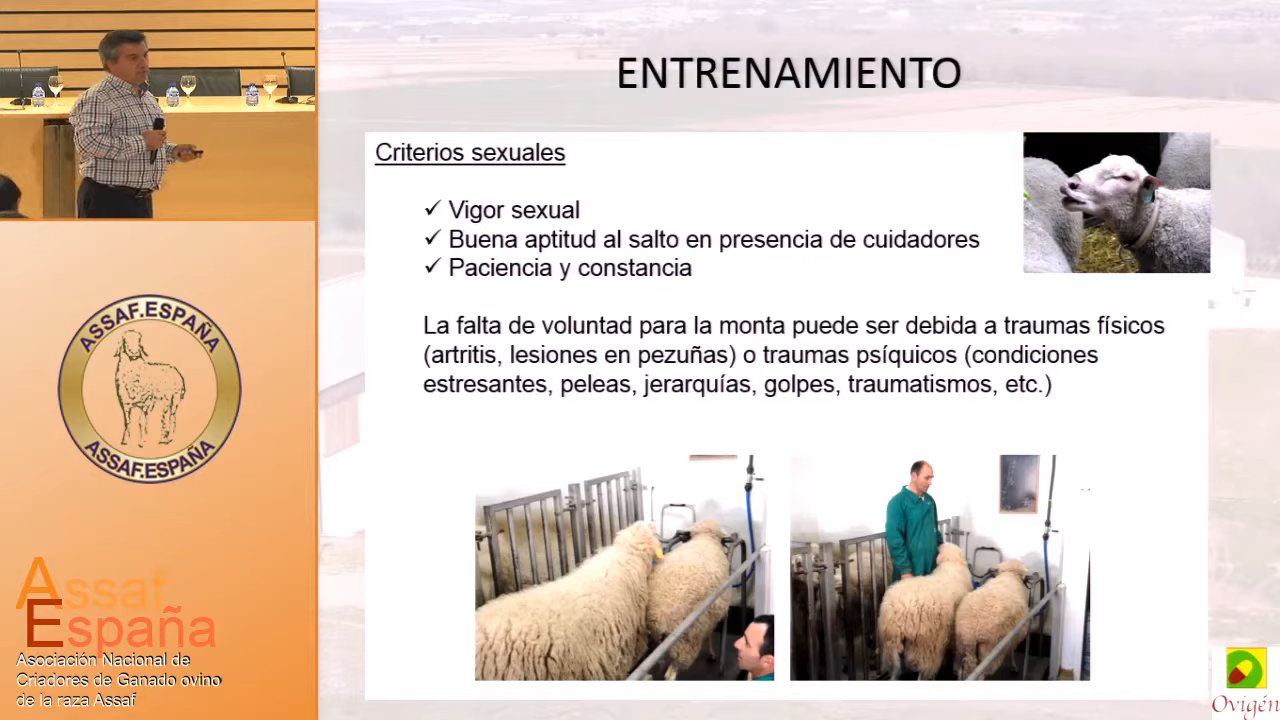 ENTRENAMIENTO
Criterios sexuales
✓ Vigor sexual
✓ Buena aptitud al salto en presencia de cuidadores
✓ Paciencia y constancia
La falta de voluntad para la monta puede ser debida a traumas físicos
(artritis, lesiones en pezuñas) o traumas psíquicos (condiciones
estresantes, peleas, jerarquías, golpes, traumatismos, etc.)
ASSAF.ESPAÑA
ASSAF.ESPAÑA
Assaf
España
Asociación Nacional de
Criadores de Ganado ovino
de la raza Assaf
Ovigén